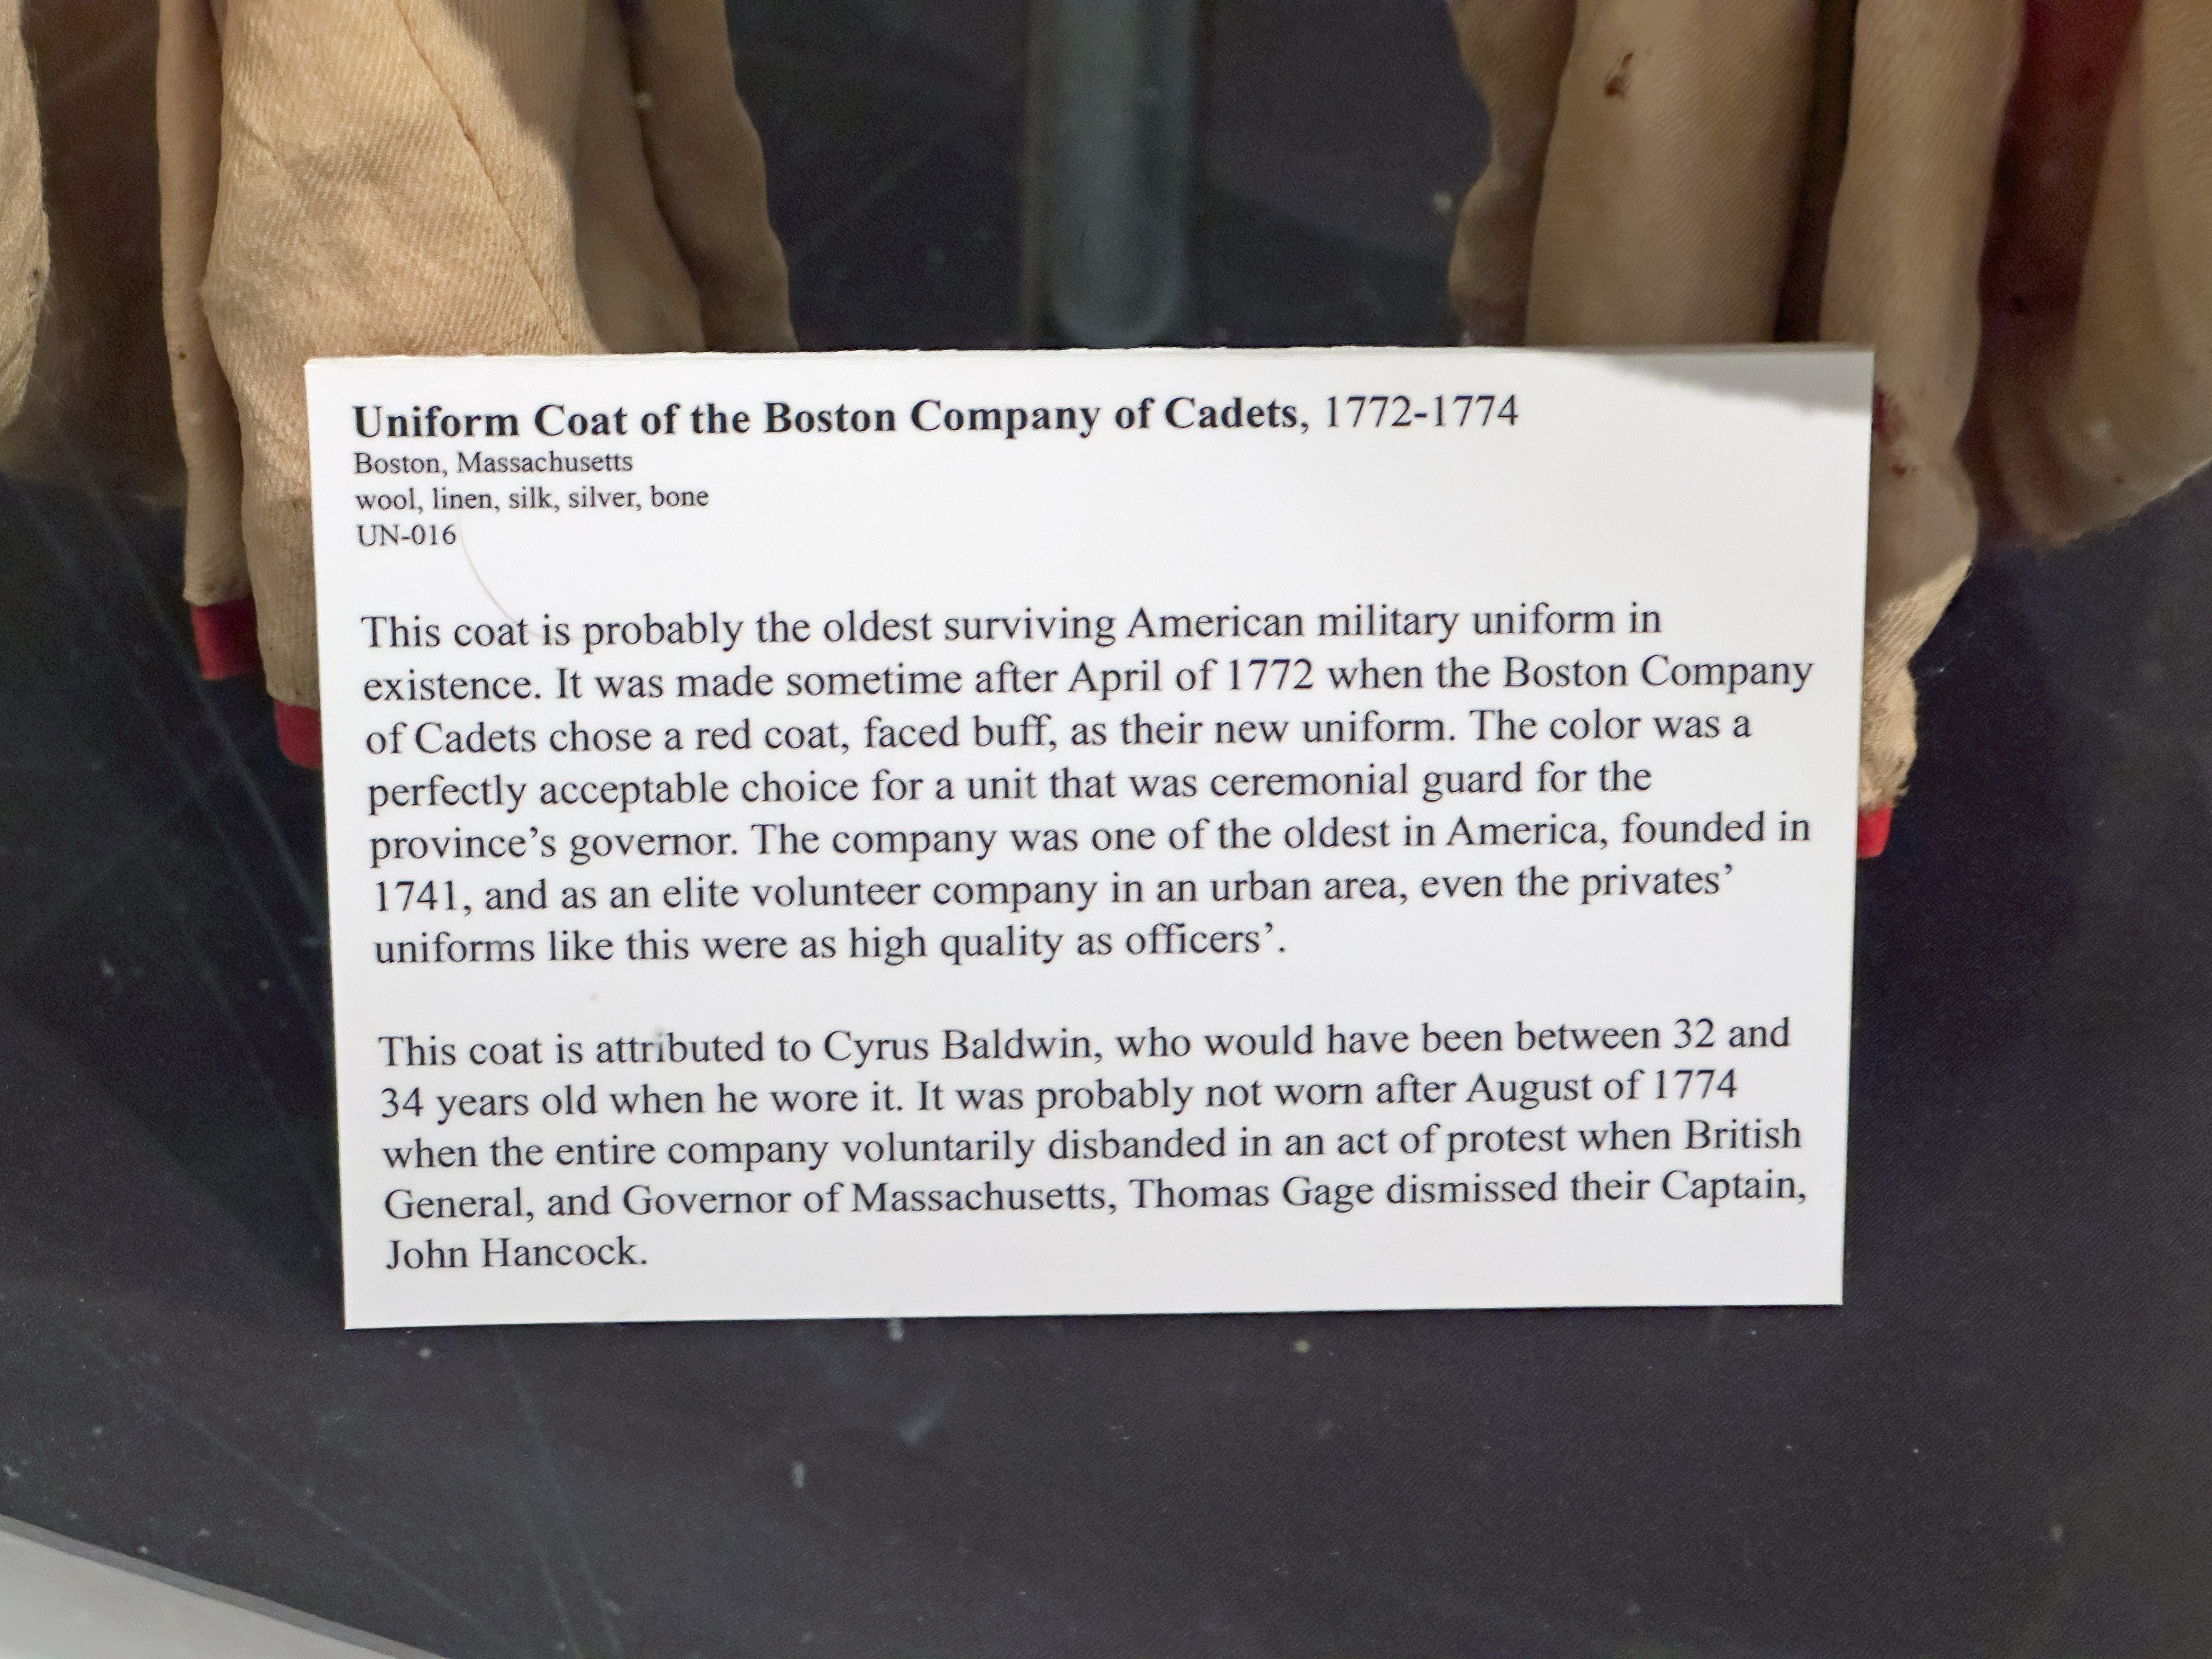 Uniform Coat of the Boston Company of Cadets, 1772-1774
Boston, Massachusetts
wool, linen, silk, silver, bone
UN-016
This coat is probably the oldest surviving American military uniform in
existence. It was made sometime after April of 1772 when the Boston Company
of Cadets chose a red coat, faced buff, as their new uniform. The color was a
perfectly acceptable choice for a unit that was ceremonial guard for the
province’s governor. The company was one of the oldest in America, founded in
1741, and as an elite volunteer company in an urban area, even the privates’
uniforms like this were as high quality as officers’.
This coat is attributed to Cyrus Baldwin, who would have been between 32 and
34 years old when he wore it. It was probably not worn after August of 1774
when the entire company voluntarily disbanded in an act of protest when British
General, and Governor of Massachusetts, Thomas Gage dismissed their Captain,
John Hancock.